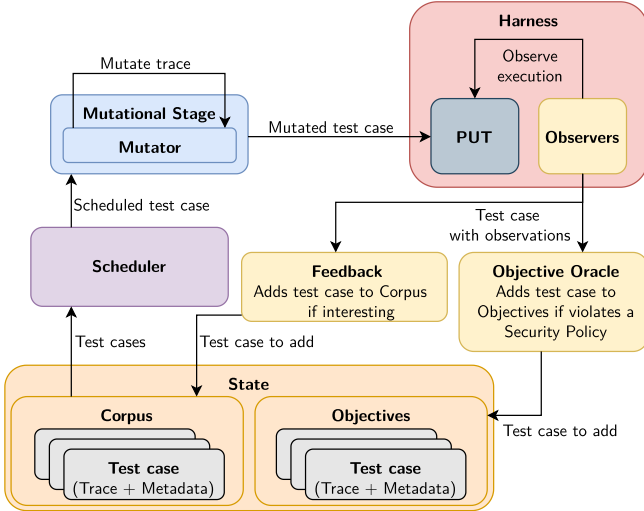 Harness
Observe
execution
Mutate trace
Mutational Stage
Mutator
Mutated test case
PUT
Observers
Scheduled test case
Test case
with observations
Scheduler
Feedback
Adds test case to Corpus
if interesting
Objective Oracle
Adds test case to
Objectives if violates a
Security Policy
Test cases
Test case to add
State
Corpus
Objectives
Test case to add
Test case
(Trace + Metadata)
Test case
(Trace + Metadata)